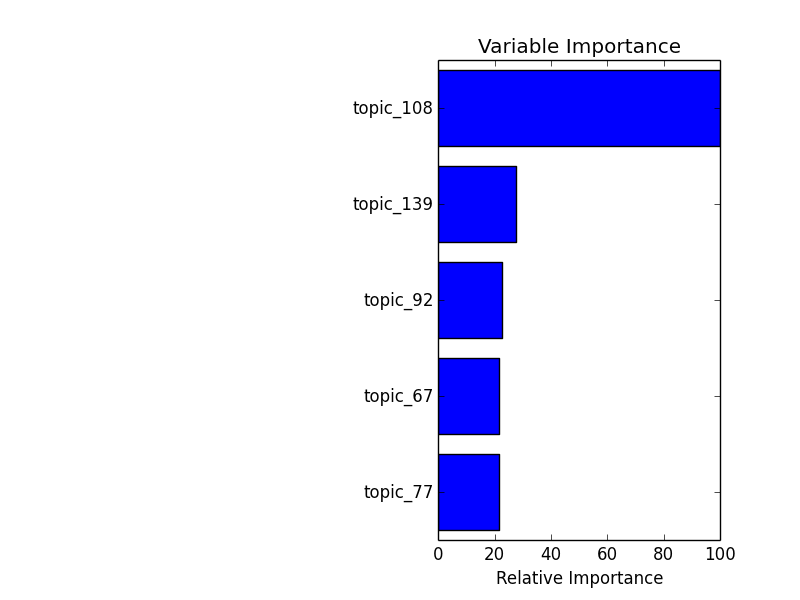 Variable Importance
topic_108
topic_139
topic_92
topic_67
topic_77
0 20 40 60 80 100
Relative Importance